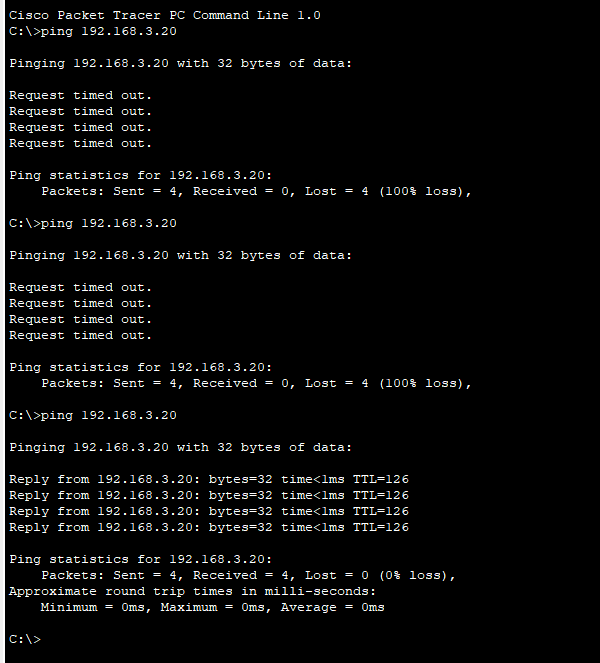 Cisco Packet Tracer PC Command Line 1.0
C:\>ping 192.168.3.20
Pinging 192.168.3.20 with 32 bytes of data:
Request timed out.
Request timed out.
Request timed out.
Request timed out.
Ping statistics for 192.168.3.20:
    Packets: Sent = 4, Received = 0, Lost = 4 (100% loss),
C:\>ping 192.168.3.20
Pinging 192.168.3.20 with 32 bytes of data:
Request timed out.
Request timed out.
Request timed out.
Request timed out.
Ping statistics for 192.168.3.20:
    Packets: Sent = 4, Received = 0, Lost = 4 (100% loss),
C:\>ping 192.168.3.20
Pinging 192.168.3.20 with 32 bytes of data:
Reply from 192.168.3.20: bytes=32 time<1ms TTL=126
Reply from 192.168.3.20: bytes=32 time<1ms TTL=126
Reply from 192.168.3.20: bytes=32 time<1ms TTL=126
Reply from 192.168.3.20: bytes=32 time<1ms TTL=126
Ping statistics for 192.168.3.20:
    Packets: Sent = 4, Received = 4, Lost = 0 (0% loss),
Approximate round trip times in milli-seconds:
    Minimum = 0ms, Maximum = 0ms, Average = 0ms
C:\>